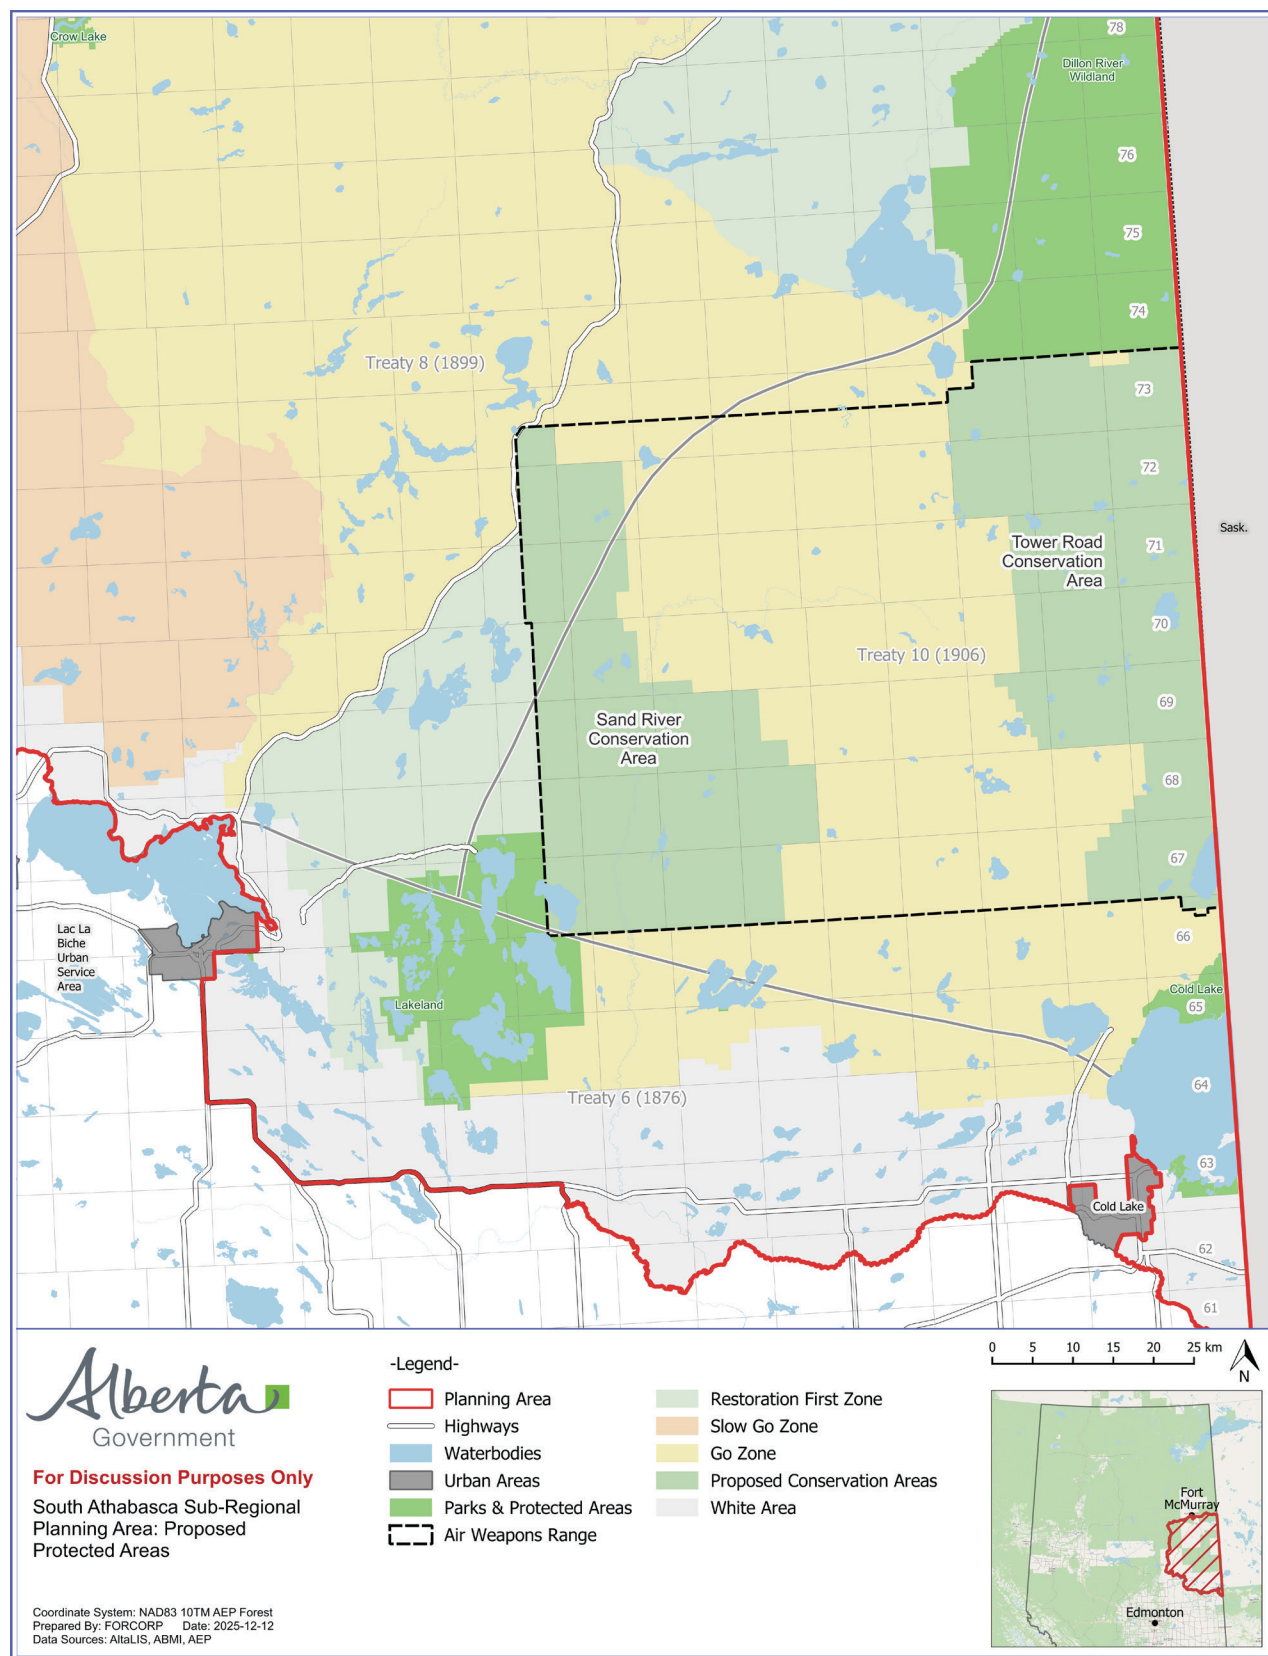 Crow Lake
78
Dillon River
Wildland
76
75
74
Treaty 8 (1899)
73
72
Sask.
Tower Road
Conservation
Area
71
70
Treaty 10 (1906)
69
Sand River
Conservation
Area
68
67
Lac La
Biche
Urban
Service
Area
66
Cold Lake
65
Lakeland
64
Treaty 6 (1876)
63
Cold Lake
62
61
Alberta
Government
For Discussion Purposes Only
South Athabasca Sub-Regional
Planning Area: Proposed
Protected Areas
Coordinate System: NAD83 10TM AEP Forest
Prepared By: FORCORP Date: 2025-12-12
Data Sources: AltaLIS, ABMI, AEP
-Legend-
Planning Area
Highways
Waterbodies
Urban Areas
Parks & Protected Areas
Air Weapons Range
Restoration First Zone
Slow Go Zone
Go Zone
Proposed Conservation Areas
White Area
0 5 10 15 20 25 km
N
Fort
McMurray
Edmonton